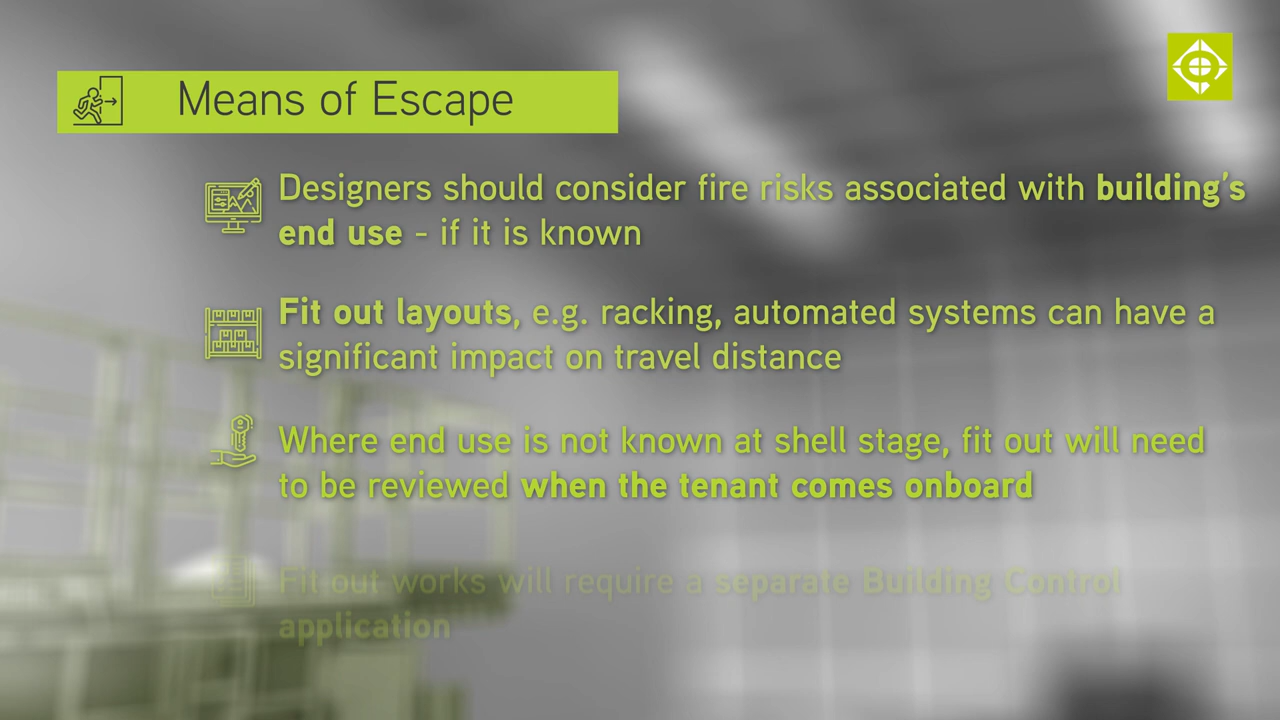 Means of Escape
Designers should consider fire risks associated with building's
end use - if it is known
Fit out layouts, e.g. racking, automated systems can have a
significant impact on travel distance
Where end use is not known at shell stage, fit out will need
to be reviewed when the tenant comes onboard
Fit out works will require a separate Building Control
application